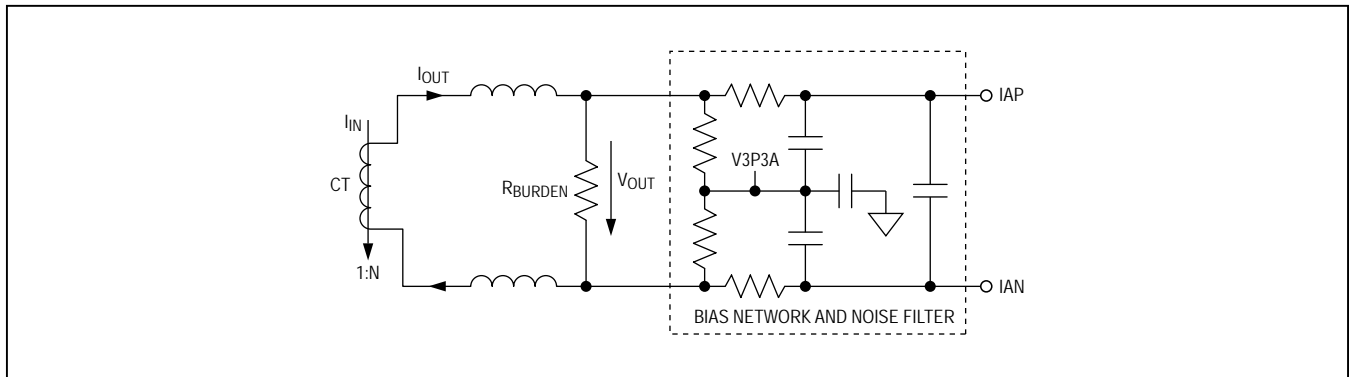 IOUT
IAP
IIN
V3P3A
CT
RBURDEN
VOUT
1:N
IAN
BIAS NETWORK AND NOISE FILTER